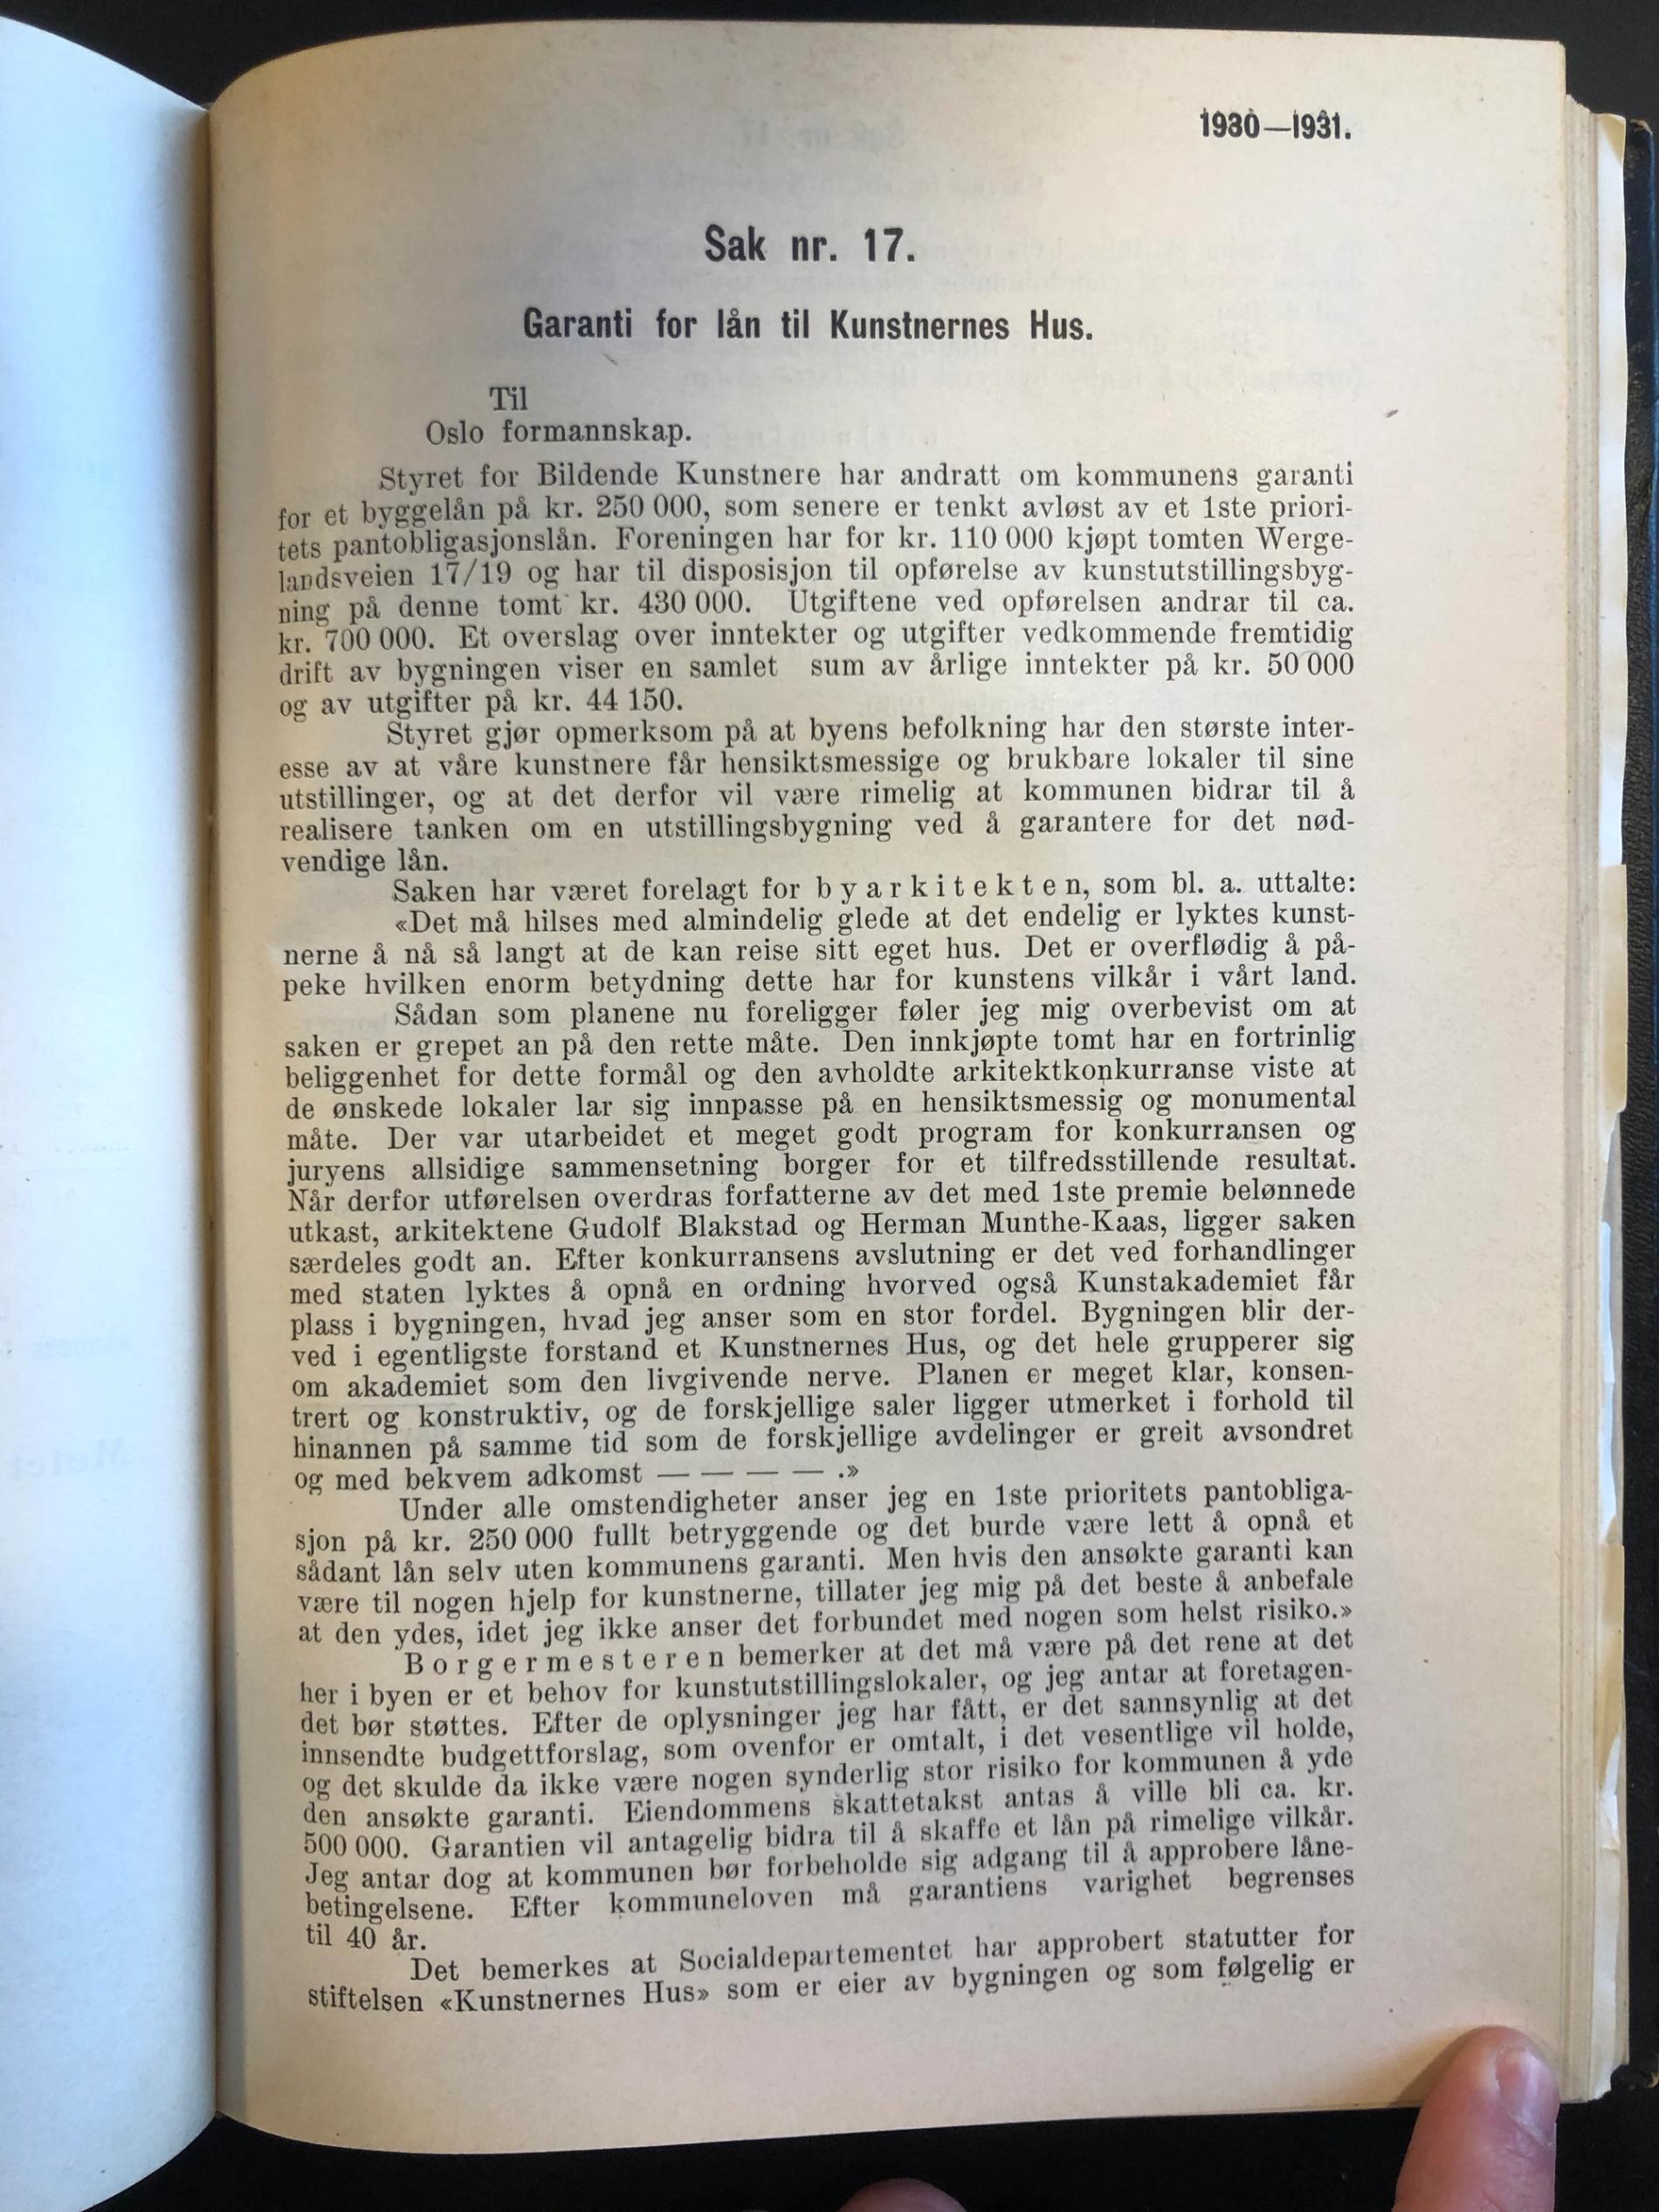 1930—1931.
Sak nr. 17.
Garanti for lån til Kunstnernes Hus.
Til
Oslo formannskap.
Styret for Bildende Kunstnere har andratt om kommunens garanti
for et byggelån på kr. 250 000, som senere er tenkt avløst av et 1ste priori-
tets pantobligasjonslån. Foreningen har for kr. 110 000 kjøpt tomten Werge-
landsveien 17/19 og har til disposisjon til opførelse av kunstutstillingsbyg-
ning på denne tomt kr. 430 000. Utgiftene ved opførelsen andrar til ca.
kr. 700 000. Et overslag over inntekter og utgifter vedkommende fremtidig
drift av bygningen viser en samlet sum av årlige inntekter på kr. 50 000
og av utgifter på kr. 44 150.
Styret gjør opmerksom på at byens befolkning har den største inter-
esse av at våre kunstnere får hensiktsmessige og brukbare lokaler til sine
utstillinger, og at det derfor vil være rimelig at kommunen bidrar til å
realisere tanken om en utstillingsbygning ved å garantere for det nød-
vendige lån.
Saken har været forelagt for byarkitekten, som bl. a. uttalte:
«Det må hilses med almindelig glede at det endelig er lyktes kunst-
nerne å nå så langt at de kan reise sitt eget hus. Det er overflødig å på-
peke hvilken enorm betydning dette har for kunstens vilkår i vårt land.
Sådan som planene nu foreligger føler jeg mig overbevist om at
saken er grepet an på den rette måte. Den innkjøpte tomt har en fortrinlig
beliggenhet for dette formål og den avholdte arkitektkonkurranse viste at
de ønskede lokaler lar sig innpasse på en hensiktsmessig og monumental
måte. Der var utarbeidet et meget godt program for konkurransen og
juryens allsidige sammensetning borger for et tilfredsstillende resultat.
Når derfor utførelsen overdras forfatterne av det med 1ste premie belønnede
utkast, arkitektene Gudolf Blakstad og Herman Munthe-Kaas, ligger saken
særdeles godt an. Efter konkurransens avslutning er det ved forhandlinger
med staten lyktes å opnå en ordning hvorved også Kunstakademiet får
plass i bygningen, hvad jeg anser som en stor fordel. Bygningen blir der-
ved i egentligste forstand et Kunstnernes Hus, og det hele grupperer sig
om akademiet som den livgivende nerve. Planen er meget klar, konsen-
trert og konstruktiv, og de forskjellige saler ligger utmerket i forhold til
hinannen på samme tid som de forskjellige avdelinger er greit avsondret
og med bekvem adkomst — — — — .»
Under alle omstendigheter anser jeg en 1ste prioritets pantobliga-
sjon på kr. 250 000 fullt betryggende og det burde være lett å opnå et
sådant lån selv uten kommunens garanti. Men hvis den ansøkte garanti kan
være til nogen hjelp for kunstnerne, tillater jeg mig på det beste å anbefale
at den ydes, idet jeg ikke anser det forbundet med nogen som helst risiko.»
Borgermesteren bemerker at det må være på det rene at det
her i byen er et behov for kunstutstillingslokaler, og jeg antar at foretagen-
det bør støttes. Efter de oplysninger jeg har fått, er det sannsynlig at det
innsendte budgettforslag, som ovenfor er omtalt, i det vesentlige vil holde,
og det skulde da ikke være nogen synderlig stor risiko for kommunen å yde
den ansøkte garanti. Eiendommens skattetakst antas å ville bli ca. kr.
500 000. Garantien vil antagelig bidra til å skaffe et lån på rimelige vilkår.
Jeg antar dog at kommunen bør forbeholde sig adgang til å approbere låne-
betingelsene. Efter kommuneloven må garantiens varighet begrenses
til 40 år.
Det bemerkes at Socialdepartementet har approbert statutter for
stiftelsen «Kunstnernes Hus» som er eier av bygningen og som følgelig er